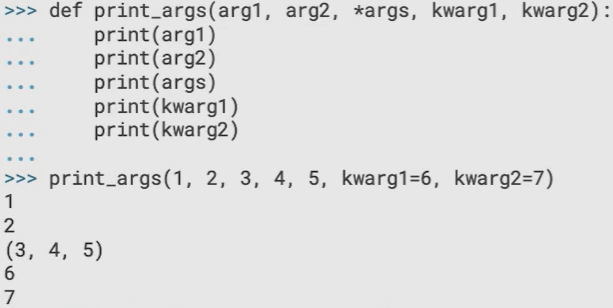 >>> def print_args(arg1, arg2, *args, kwarg1, kwarg2):
...     print(arg1)
...     print(arg2)
...     print(args)
...     print(kwarg1)
...     print(kwarg2)
...
>>> print_args(1, 2, 3, 4, 5, kwarg1=6, kwarg2=7)
1
2
(3, 4, 5)
6
7